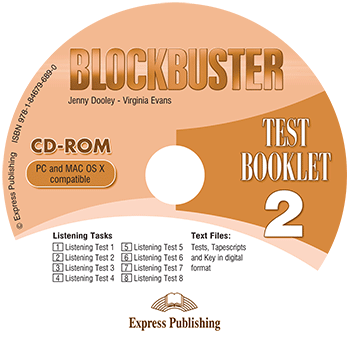 BLOCKBUSTER
Jenny Dooley - Virginia Evans
CD-ROM
PC and MAC OS X
compatible
© Express Publishing ISBN 978-1-84679-689-0
TEST
BOOKLET
2
Listening Tasks
1 Listening Test 1
2 Listening Test 2
3 Listening Test 3
4 Listening Test 4
5 Listening Test 5
6 Listening Test 6
7 Listening Test 7
8 Listening Test 8
Text Files:
Tests, Tapescripts
and Key in digital
format
Express Publishing